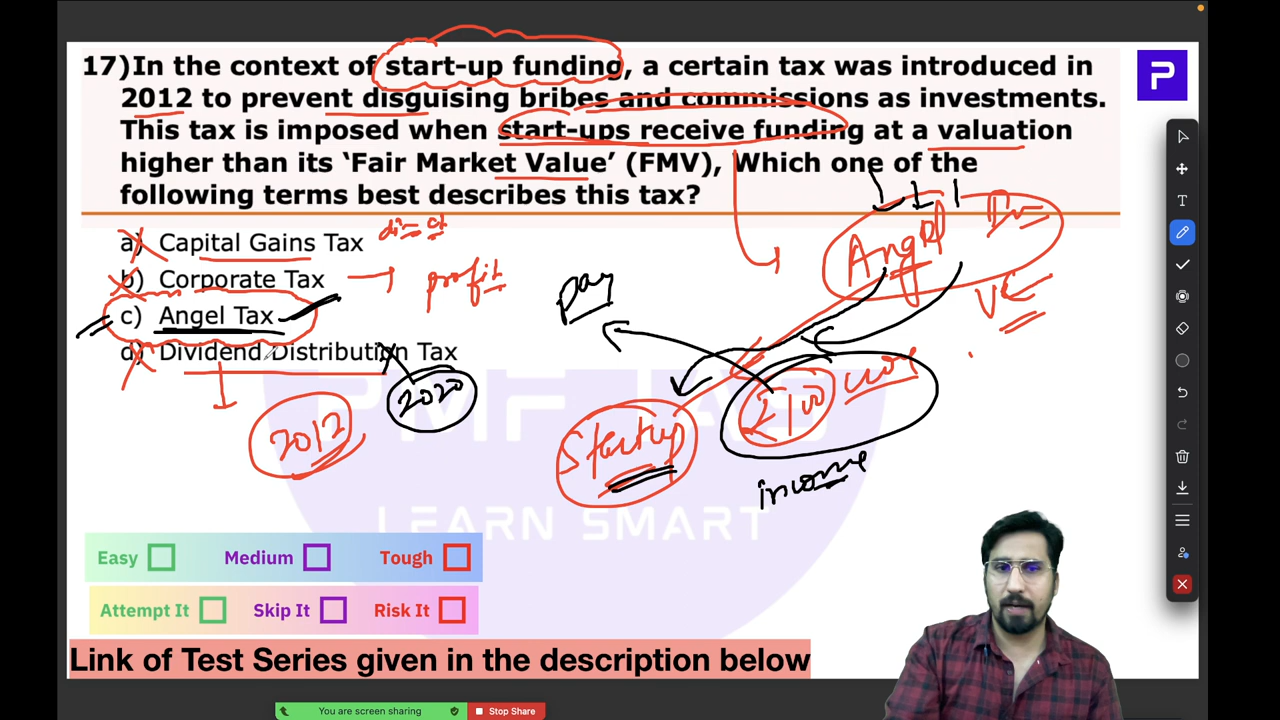 17)In the context of start-up funding, a certain tax was introduced in
2012 to prevent disguising bribes and commissions as investments.
This tax is imposed when start-ups receive funding at a valuation
higher than its ‘Fair Market Value’ (FMV), Which one of the
following terms best describes this tax?
P
a) Capital Gains Tax
direct
b) Corporate Tax
profit
c) Angel Tax
d) Dividend Distribution Tax
2020
2012
pay
Angel
Startup
₹100 crore
income
LEARN SMART
Easy
Medium
Tough
Attempt It
Skip It
Risk It
Link of Test Series given in the description below
You are screen sharing
Stop Share
T